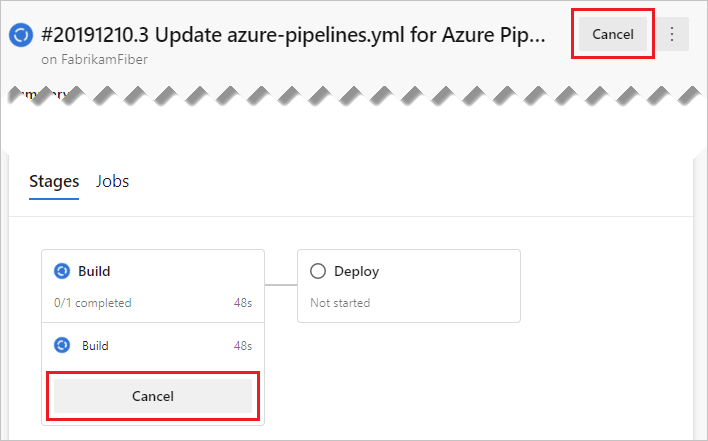 #20191210.3 Update azure-pipelines.yml for Azure Pip...
Cancel
on FabrikamFiber
Stages Jobs
Build
0/1 completed 48s
Build 48s
Cancel
Deploy
Not started